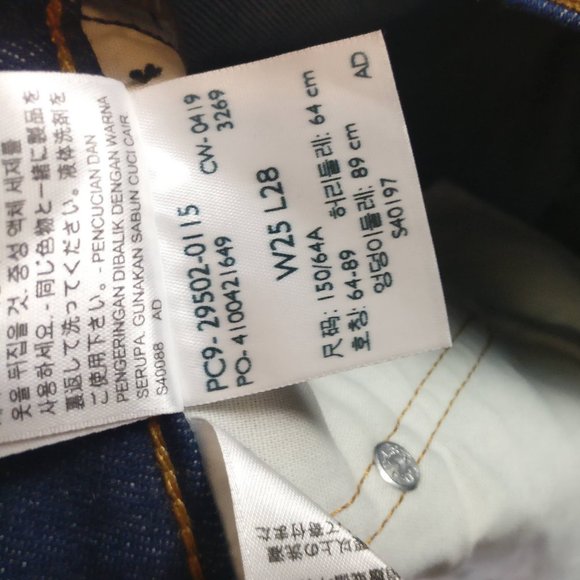 PC9-29502-0115 CW-0419
PO-4100421649 3269
W25 L28
尺码: 150/64A 허리둘레: 64 cm
호칭: 64-89 엉덩이둘레: 89 cm
S40197 AD
옷을 뒤집을 것. 중성 액체 세제를
사용하세요. - 同じ色物と一緒に製品を
裏返して洗ってください。液体洗剤を
ご使用下さい。- PENCUCIAN DAN
PENGERINGAN DIBALIK DENGAN WARNA
SERUPA. GUNAKAN SABUN CUCI CAIR.
S40088 AD